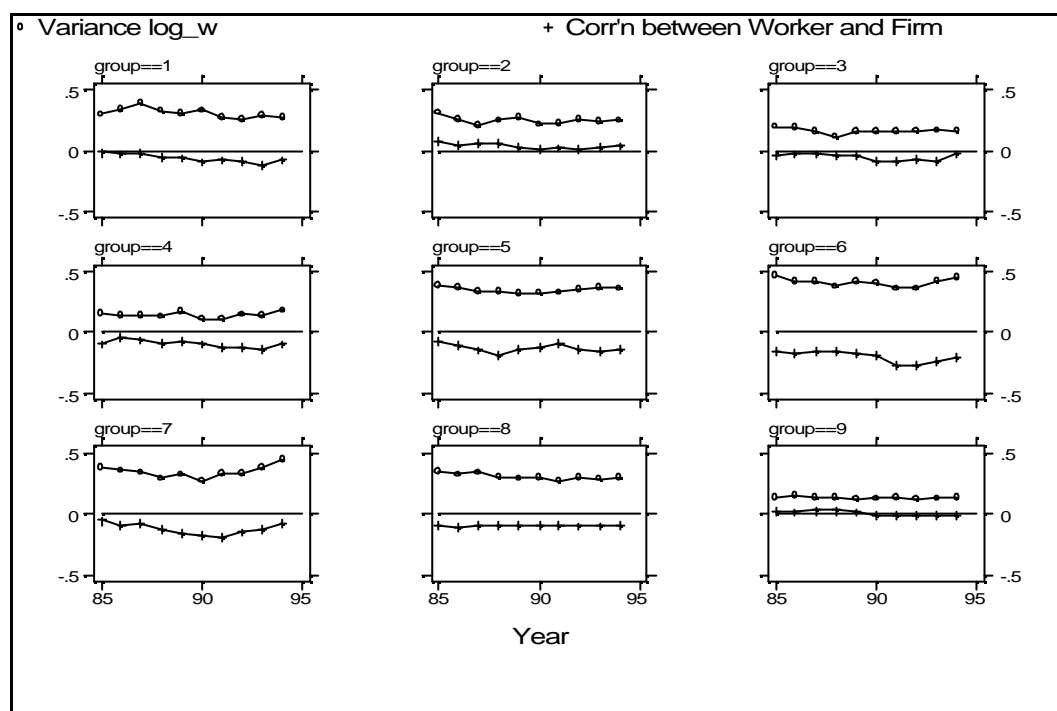 Variance log_w + Corr'n between Worker and Firm
group==1 group==2 group==3
.5 .5
0 0
-.5 -.5
group==4 group==5 group==6
.5 .5
0 0
-.5 -.5
group==7 group==8 group==9
.5 .5
0 0
-.5 -.5
85 90 95 85 90 95 85 90 95
Year